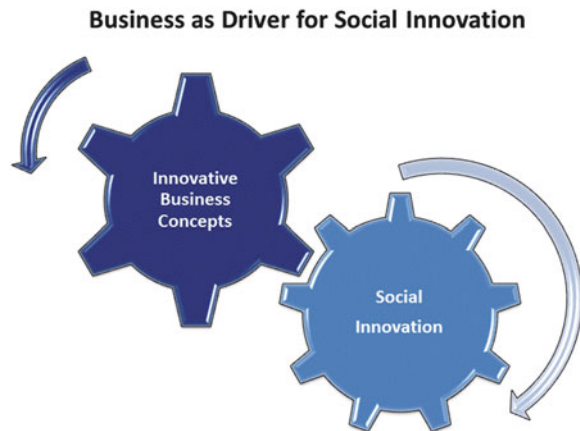 Business as Driver for Social Innovation
Innovative
Business
Concepts
Social
Innovation